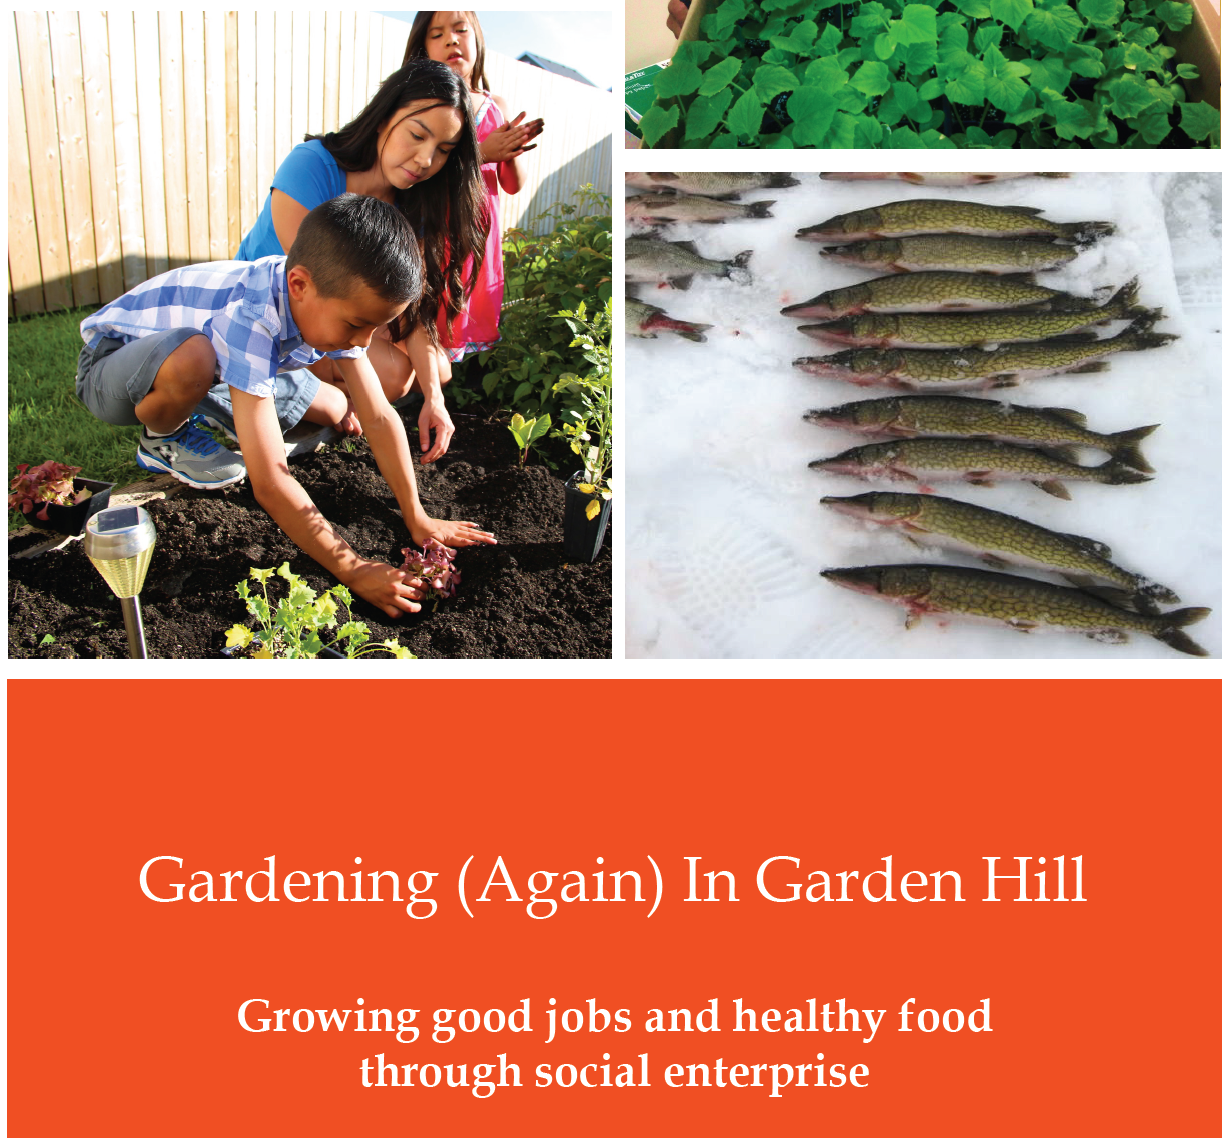 Gardening (Again) In Garden Hill
Growing good jobs and healthy food
through social enterprise